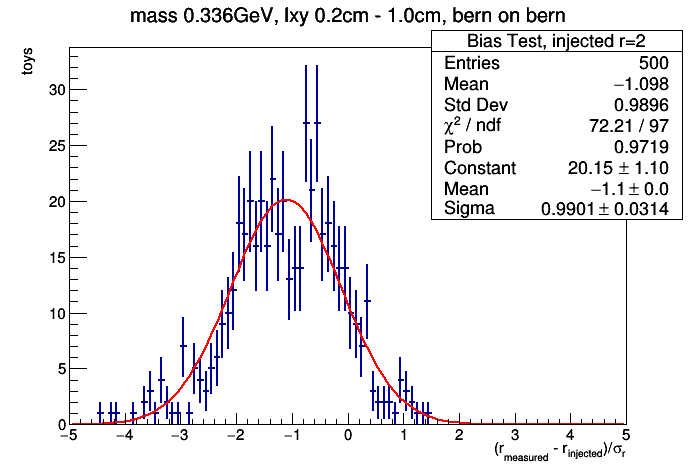 mass 0.336GeV, lxy 0.2cm - 1.0cm, bern on bern
Bias Test, injected r=2
Entries 500
Mean −1.098
Std Dev 0.9896
χ² / ndf 72.21 / 97
Prob 0.9719
Constant 20.15 ± 1.10
Mean −1.1 ± 0.0
Sigma 0.9901 ± 0.0314
toys
30
25
20
15
10
5
0
−5 −4 −3 −2 −1 0 1 2 3 4 5
(r_measured - r_injected)/σ_r